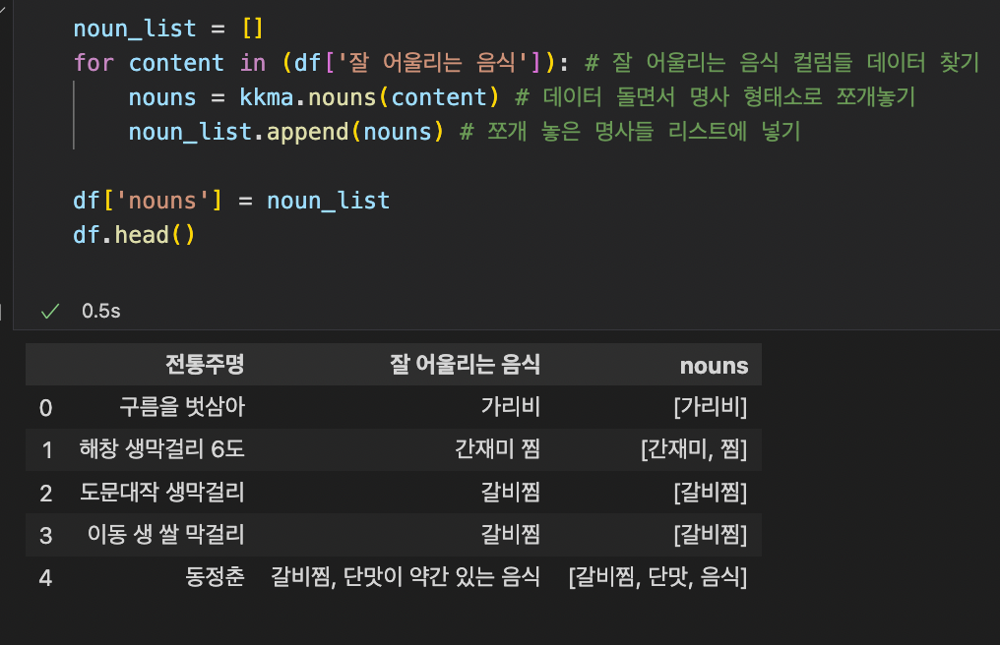 noun_list = []
for content in (df['잘 어울리는 음식']): # 잘 어울리는 음식 컬럼들 데이터 찾기
    nouns = kkma.nouns(content) # 데이터 돌면서 명사 형태소로 쪼개놓기
    noun_list.append(nouns) # 쪼개 놓은 명사들 리스트에 넣기
df['nouns'] = noun_list
df.head()
0.5s
전통주명 잘 어울리는 음식 nouns
0 구름을 벗삼아 가리비 [가리비]
1 해창 생막걸리 6도 간재미 찜 [간재미, 찜]
2 도문대작 생막걸리 갈비찜 [갈비찜]
3 이동 생 쌀 막걸리 갈비찜 [갈비찜]
4 동정춘 갈비찜, 단맛이 약간 있는 음식 [갈비찜, 단맛, 음식]